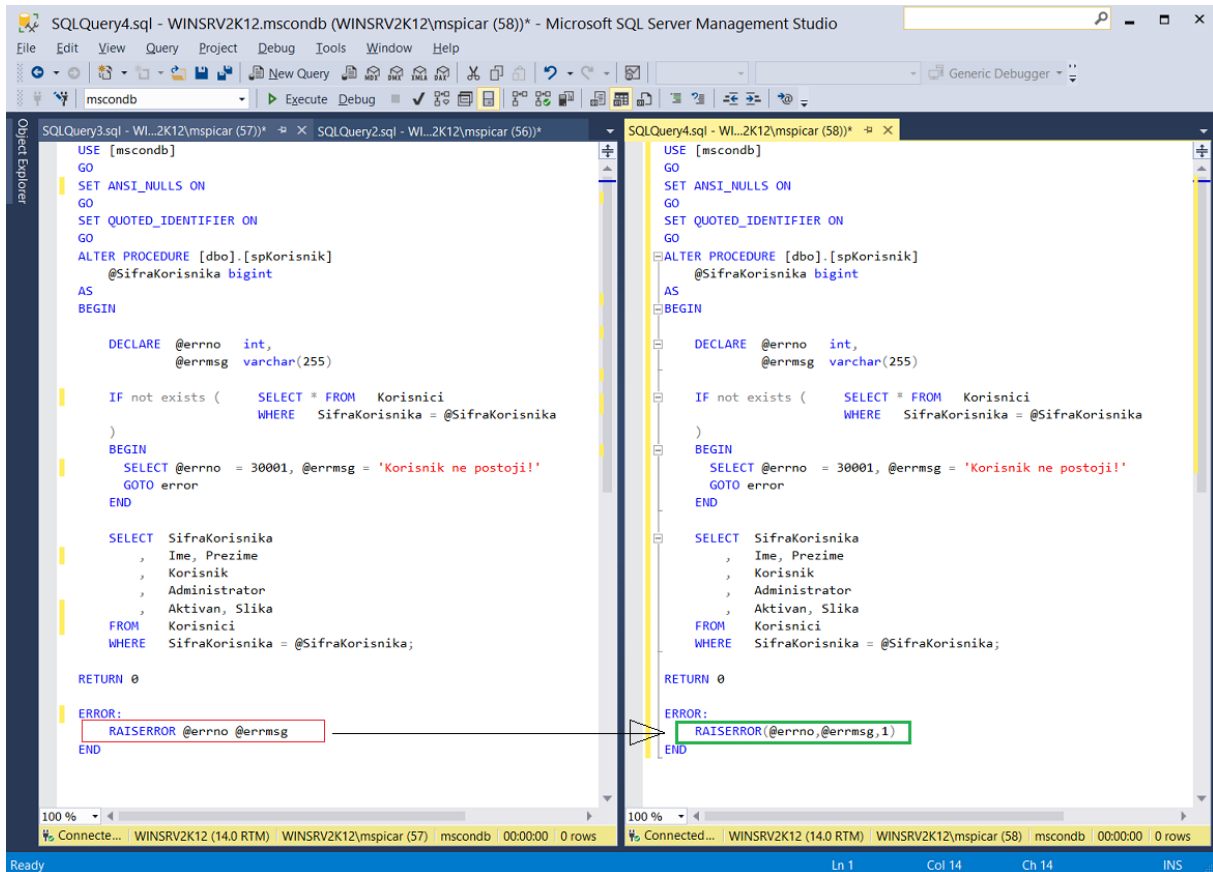 SQLQuery4.sql - WINSRV2K12.mscondb (WINSRV2K12\mspicar (58))* - Microsoft SQL Server Management Studio
File Edit View Query Project Debug Tools Window Help
New Query MDX DMX XMLA DAX Generic Debugger
mscondb Execute Debug
Object Explorer
SQLQuery3.sql - WI...2K12\mspicar (57))* SQLQuery2.sql - WI...2K12\mspicar (56))*
USE [mscondb]
GO
SET ANSI_NULLS ON
GO
SET QUOTED_IDENTIFIER ON
GO
ALTER PROCEDURE [dbo].[spKorisnik]
@SifraKorisnika bigint
AS
BEGIN
DECLARE @errno int,
@errmsg varchar(255)
IF not exists ( SELECT * FROM Korisnici
WHERE SifraKorisnika = @SifraKorisnika
)
BEGIN
SELECT @errno = 30001, @errmsg = 'Korisnik ne postoji!'
GOTO error
END
SELECT SifraKorisnika
, Ime, Prezime
, Korisnik
, Administrator
, Aktivan, Slika
FROM Korisnici
WHERE SifraKorisnika = @SifraKorisnika;
RETURN 0
ERROR:
RAISERROR @errno @errmsg
END
100 %
Connecte... WINSRV2K12 (14.0 RTM) WINSRV2K12\mspicar (57) mscondb 00:00:00 0 rows
SQLQuery4.sql - WI...2K12\mspicar (58))*
USE [mscondb]
GO
SET ANSI_NULLS ON
GO
SET QUOTED_IDENTIFIER ON
GO
ALTER PROCEDURE [dbo].[spKorisnik]
@SifraKorisnika bigint
AS
BEGIN
DECLARE @errno int,
@errmsg varchar(255)
IF not exists ( SELECT * FROM Korisnici
WHERE SifraKorisnika = @SifraKorisnika
)
BEGIN
SELECT @errno = 30001, @errmsg = 'Korisnik ne postoji!'
GOTO error
END
SELECT SifraKorisnika
, Ime, Prezime
, Korisnik
, Administrator
, Aktivan, Slika
FROM Korisnici
WHERE SifraKorisnika = @SifraKorisnika;
RETURN 0
ERROR:
RAISERROR(@errno,@errmsg,1)
END
100 %
Connected... WINSRV2K12 (14.0 RTM) WINSRV2K12\mspicar (58) mscondb 00:00:00 0 rows
Ready Ln 1 Col 14 Ch 14 INS